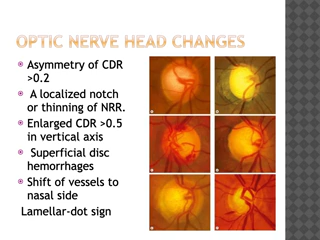 OPTIC NERVE HEAD CHANGES
Asymmetry of CDR
>0.2
A localized notch
or thinning of NRR.
Enlarged CDR >0.5
in vertical axis
Superficial disc
hemorrhages
Shift of vessels to
nasal side
Lamellar-dot sign